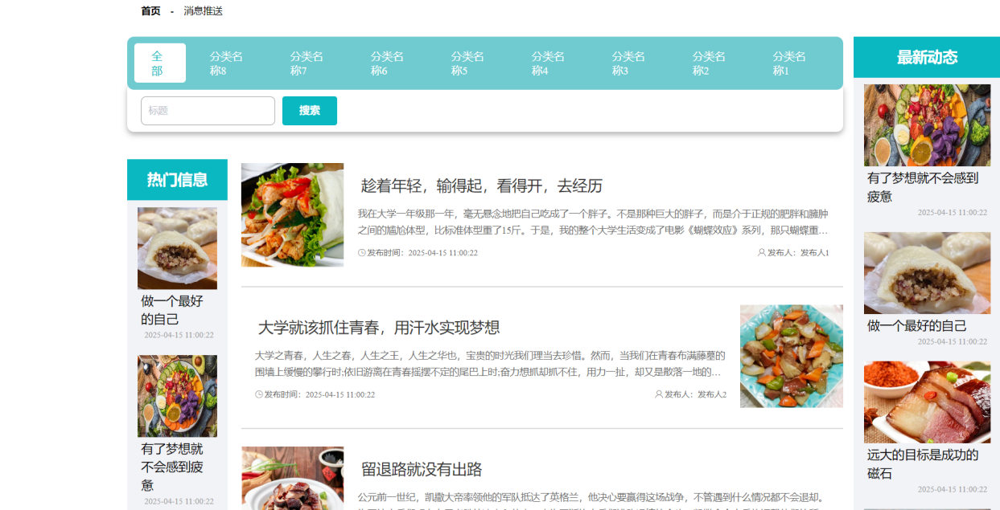 首页 - 消息推送
全部
分类名称8
分类名称7
分类名称6
分类名称5
分类名称4
分类名称3
分类名称2
分类名称1
标题
搜索
热门信息
做一个最好
的自己
2025-04-15 11:00:22
有了梦想就
不会感到疲
惫
2025-04-15 11:00:22
趁着年轻，输得起，看得开，去经历
我在大学一年级那一年，毫无悬念地把自己吃成了一个胖子。不是那种巨大的胖子，而是介于正规的肥胖和臃肿
之间的尴尬体型，比标准体型重了15斤。于是，我的整个大学生活变成了电影《蝴蝶效应》系列，那只蝴蝶重…
发布时间：2025-04-15 11:00:22
发布人：发布人1
大学就该抓住青春，用汗水实现梦想
大学之青春，人生之春，人生之王，人生之华也，宝贵的时光我们理当去珍惜。然而，当我们在青春布满藤蔓的
围墙上缓慢的攀行时;依旧游离在青春摇摆不定的尾巴上时;奋力想抓却抓不住，用力一扯，却又是散落一地的…
发布时间：2025-04-15 11:00:22
发布人：发布人2
留退路就没有出路
公元前一世纪，凯撒大帝率领他的军队抵达了英格兰，他决心要赢得这场战争，不管遇到什么情况都不会退却。
最新动态
有了梦想就不会感到
疲惫
2025-04-15 11:00:22
做一个最好的自己
2025-04-15 11:00:22
远大的目标是成功的
磁石
2025-04-15 11:00:22